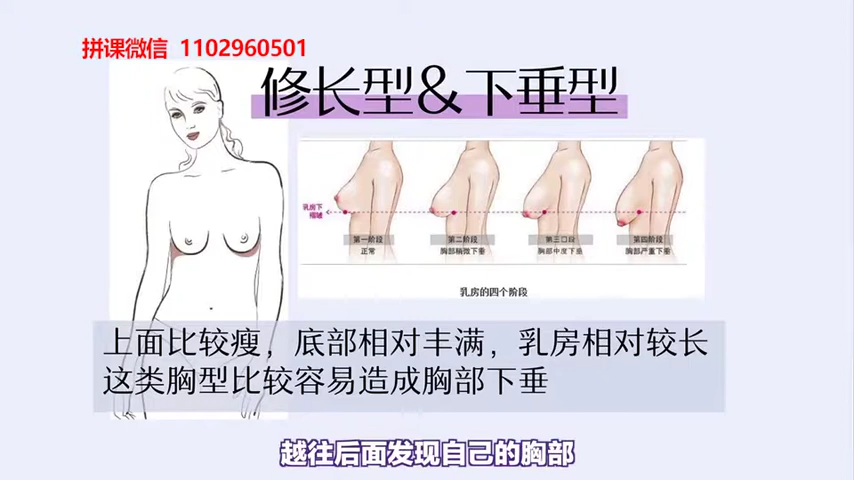 拼课微信 1102960501
修长型&下垂型
乳房下
褶皱
第一阶段
正常
第二阶段
胸部稍微下垂
第三口段
胸部中度下垂
第四阶段
胸部严重下垂
乳房的四个阶段
上面比较瘦，底部相对丰满，乳房相对较长
这类胸型比较容易造成胸部下垂
越往后面发现自己的胸部